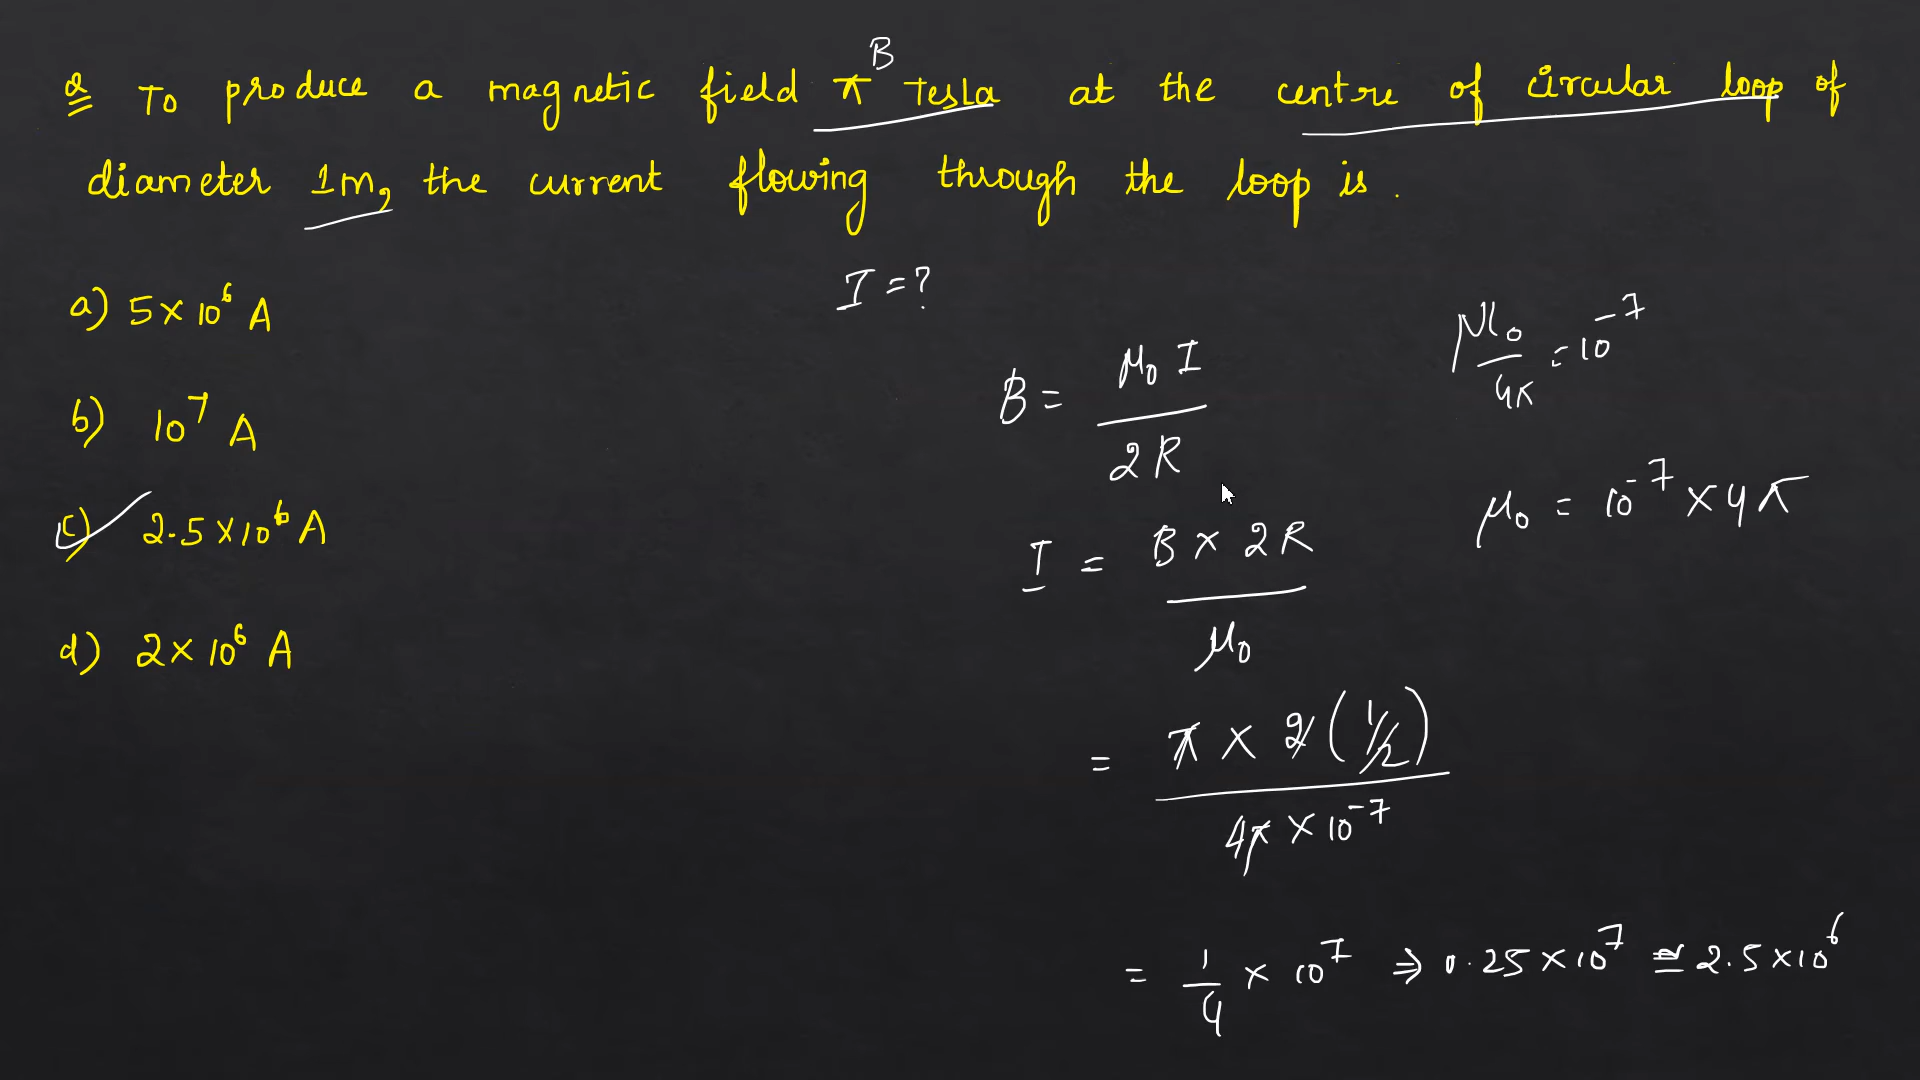 Q To produce a magnetic field π Tesla at the centre of circular loop of
B
diameter 1m, the current flowing through the loop is .
a) 5×10⁶ A
b) 10⁷ A
c) 2.5×10⁶ A
d) 2×10⁶ A
I = ?
B = μ₀ I / 2R
I = B × 2R / μ₀
= π × 2(1/2) / 4π × 10⁻⁷
= 1/4 × 10⁷ ⇒ 0.25×10⁷ ≅ 2.5×10⁶
μ₀/4π = 10⁻⁷
μ₀ = 10⁻⁷ × 4π